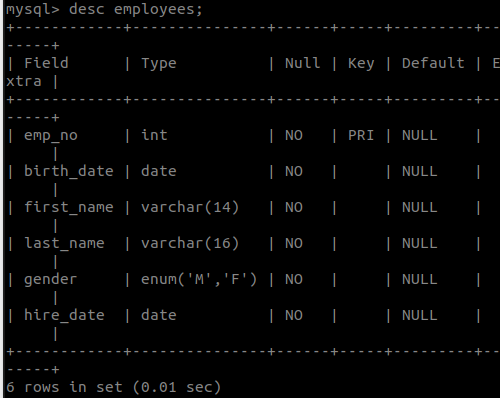 mysql> desc employees;
+------------+---------------+------+-----+---------+--
-----+
| Field      | Type          | Null | Key | Default | E
xtra |
+------------+---------------+------+-----+---------+--
-----+
| emp_no     | int           | NO   | PRI | NULL    |
     |
| birth_date | date          | NO   |     | NULL    |
     |
| first_name | varchar(14)   | NO   |     | NULL    |
     |
| last_name  | varchar(16)   | NO   |     | NULL    |
     |
| gender     | enum('M','F') | NO   |     | NULL    |
     |
| hire_date  | date          | NO   |     | NULL    |
     |
+------------+---------------+------+-----+---------+--
-----+
6 rows in set (0.01 sec)